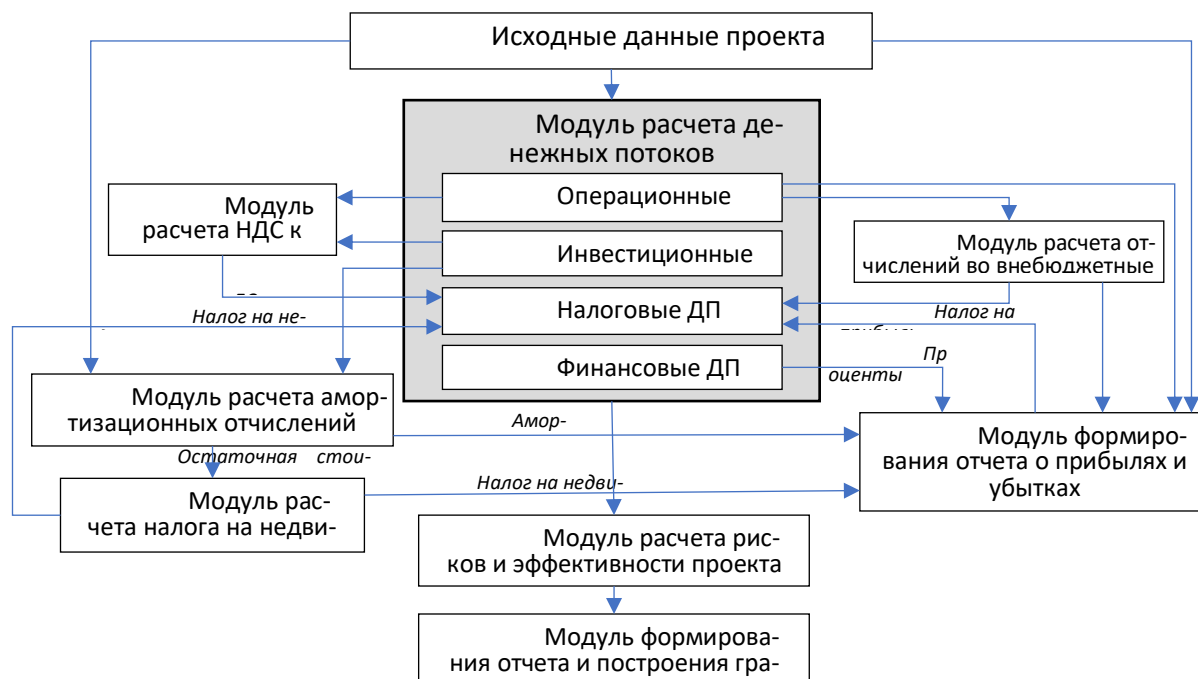 Исходные данные проекта
Модуль расчета де-
нежных потоков
Операционные
Модуль
расчета НДС к
Инвестиционные
Модуль расчета от-
числений во внебюджетные
Налоговые ДП
Налог на не-
Налог на
Финансовые ДП
Пр
оценты
Модуль расчета амор-
тизационных отчислений
Амор-
Модуль формиро-
вания отчета о прибылях и
убытках
Остаточная стои-
Модуль рас-
чета налога на недви-
Налог на недви-
Модуль расчета рис-
ков и эффективности проекта
Модуль формирова-
ния отчета и построения гра-